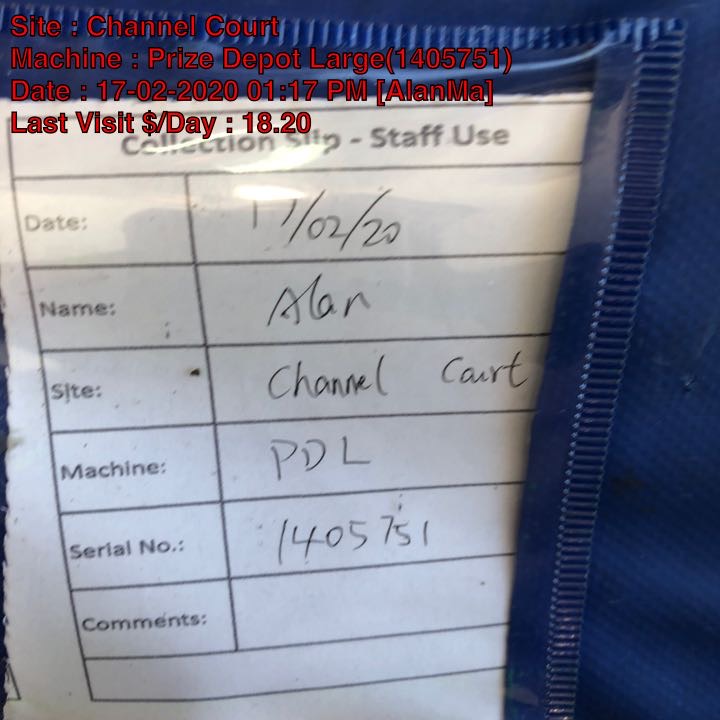 Site : Channel Court
Machine : Prize Depot Large(1405751)
Date : 17-02-2020 01:17 PM [AlanMa]
Last Visit $/Day : 18.20
Collection Slip - Staff Use
Date: 17/02/20
Name: Alan
Site: Channel Court
Machine: PDL
Serial No.: 1405751
Comments: